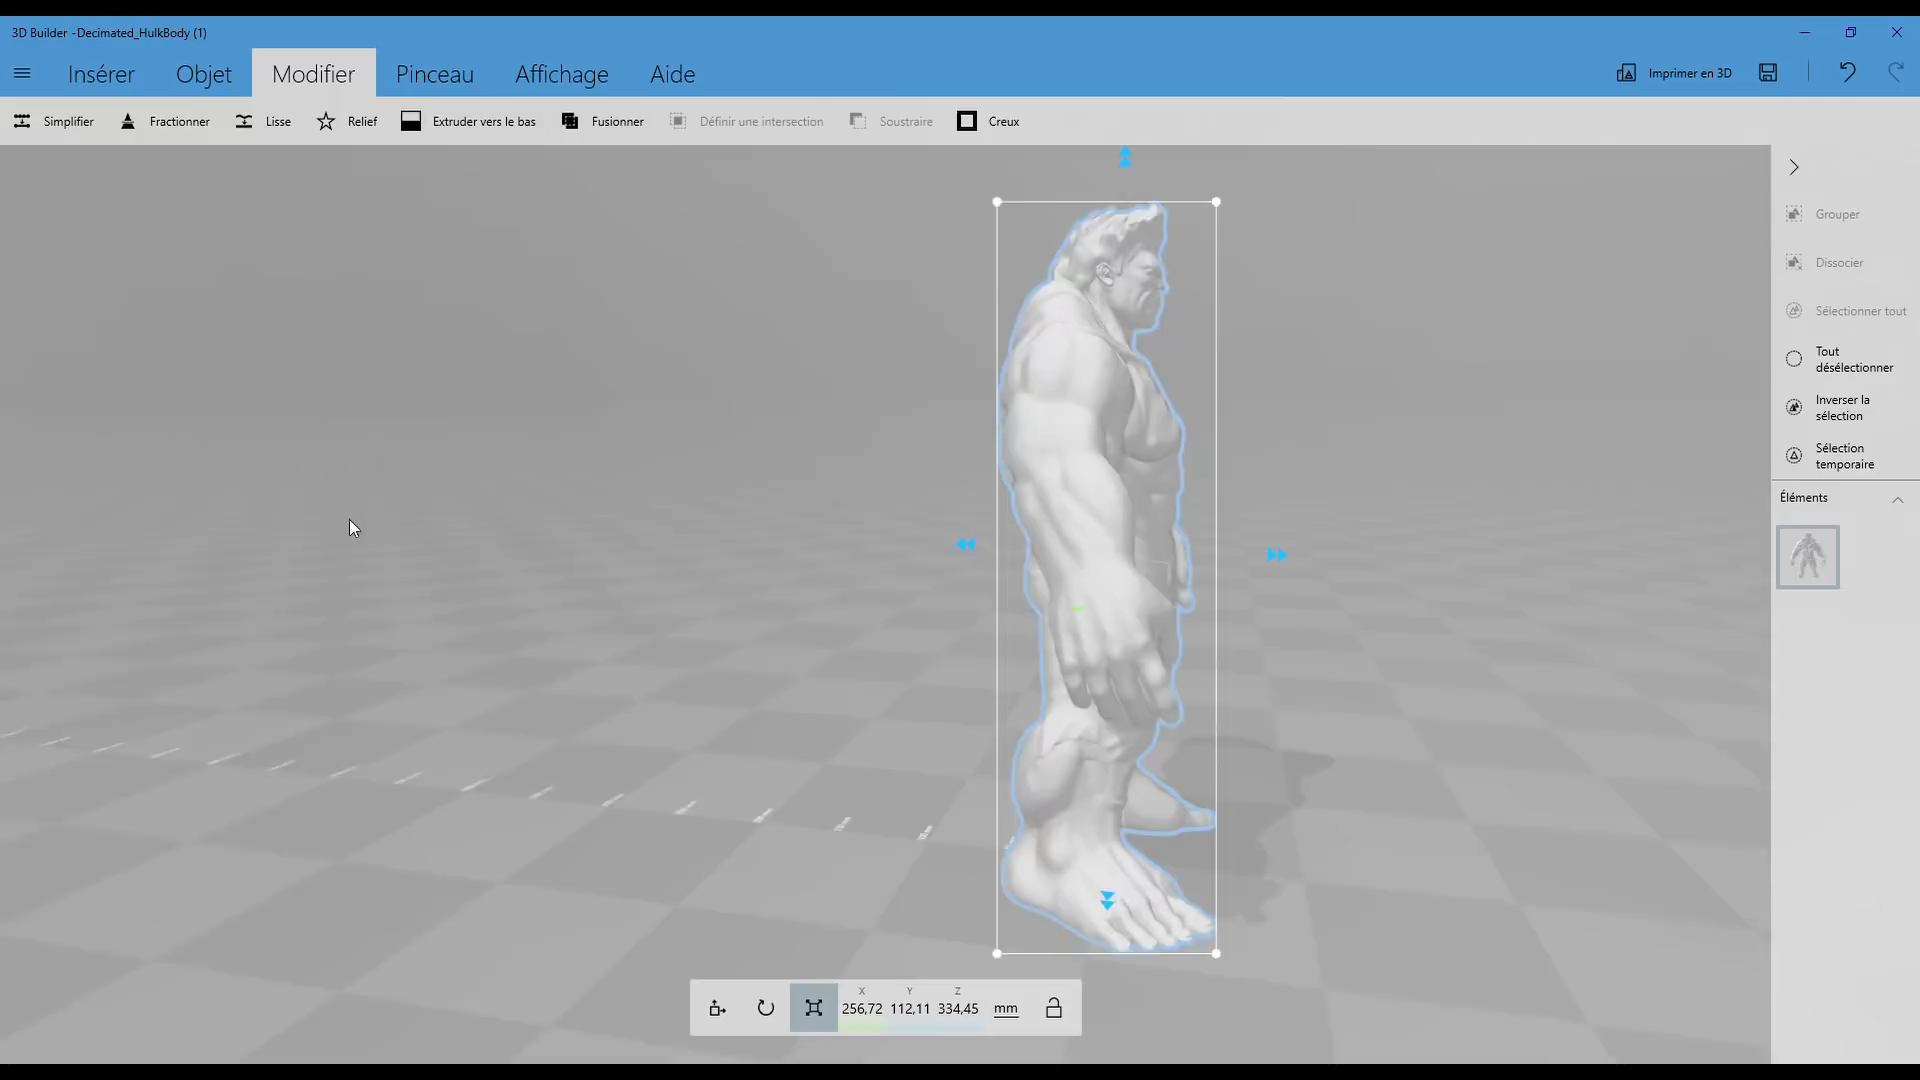 3D Builder -Decimated_HulkBody (1)
Insérer Objet Modifier Pinceau Affichage Aide
Imprimer en 3D
Simplifier Fractionner Lisse Relief Extruder vers le bas Fusionner Définir une intersection Soustraire Creux
Grouper
Dissocier
Sélectionner tout
Tout
désélectionner
Inverser la
sélection
Sélection
temporaire
Éléments
X Y Z
256,72 112,11 334,45 mm